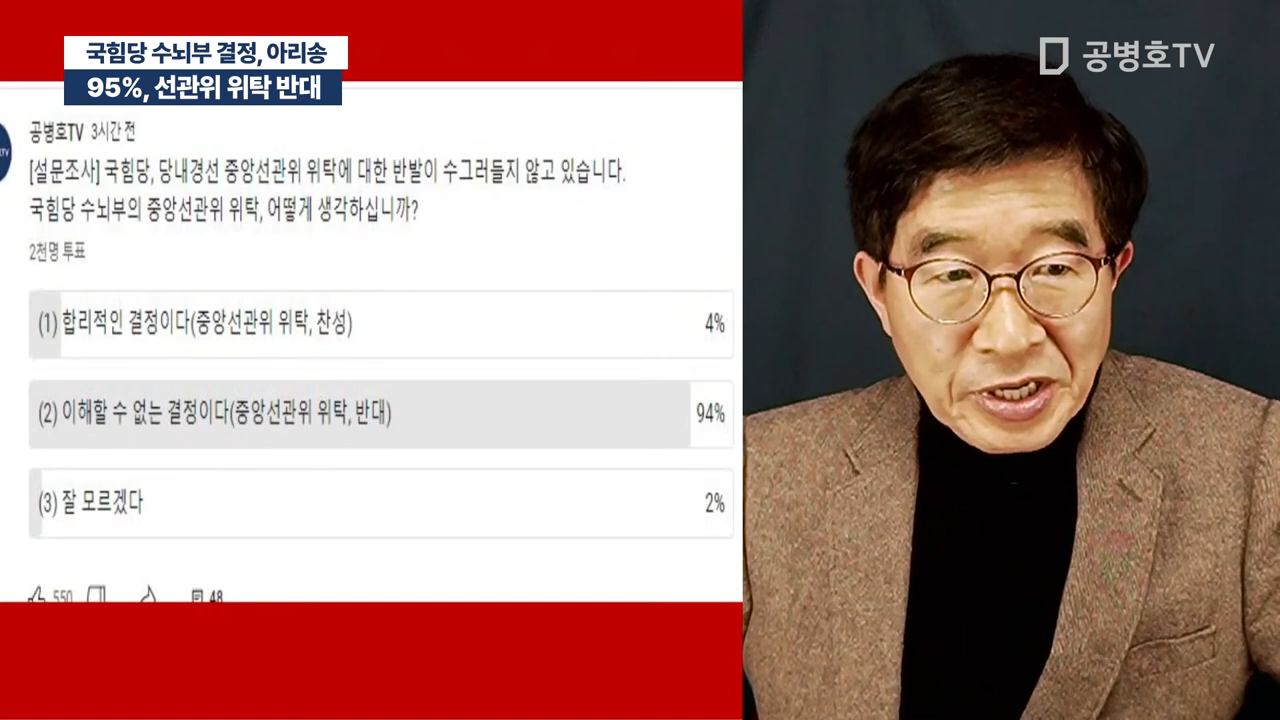 국힘당 수뇌부 결정, 아리송
95%, 선관위 위탁 반대
공병호TV
공병호TV 3시간 전
[설문조사] 국힘당, 당내경선 중앙선관위 위탁에 대한 반발이 수그러들지 않고 있습니다.
국힘당 수뇌부의 중앙선관위 위탁, 어떻게 생각하십니까?
2천명 투표
(1) 합리적인 결정이다(중앙선관위 위탁, 찬성) 4%
(2) 이해할 수 없는 결정이다(중앙선관위 위탁, 반대) 94%
(3) 잘 모르겠다 2%
550 48